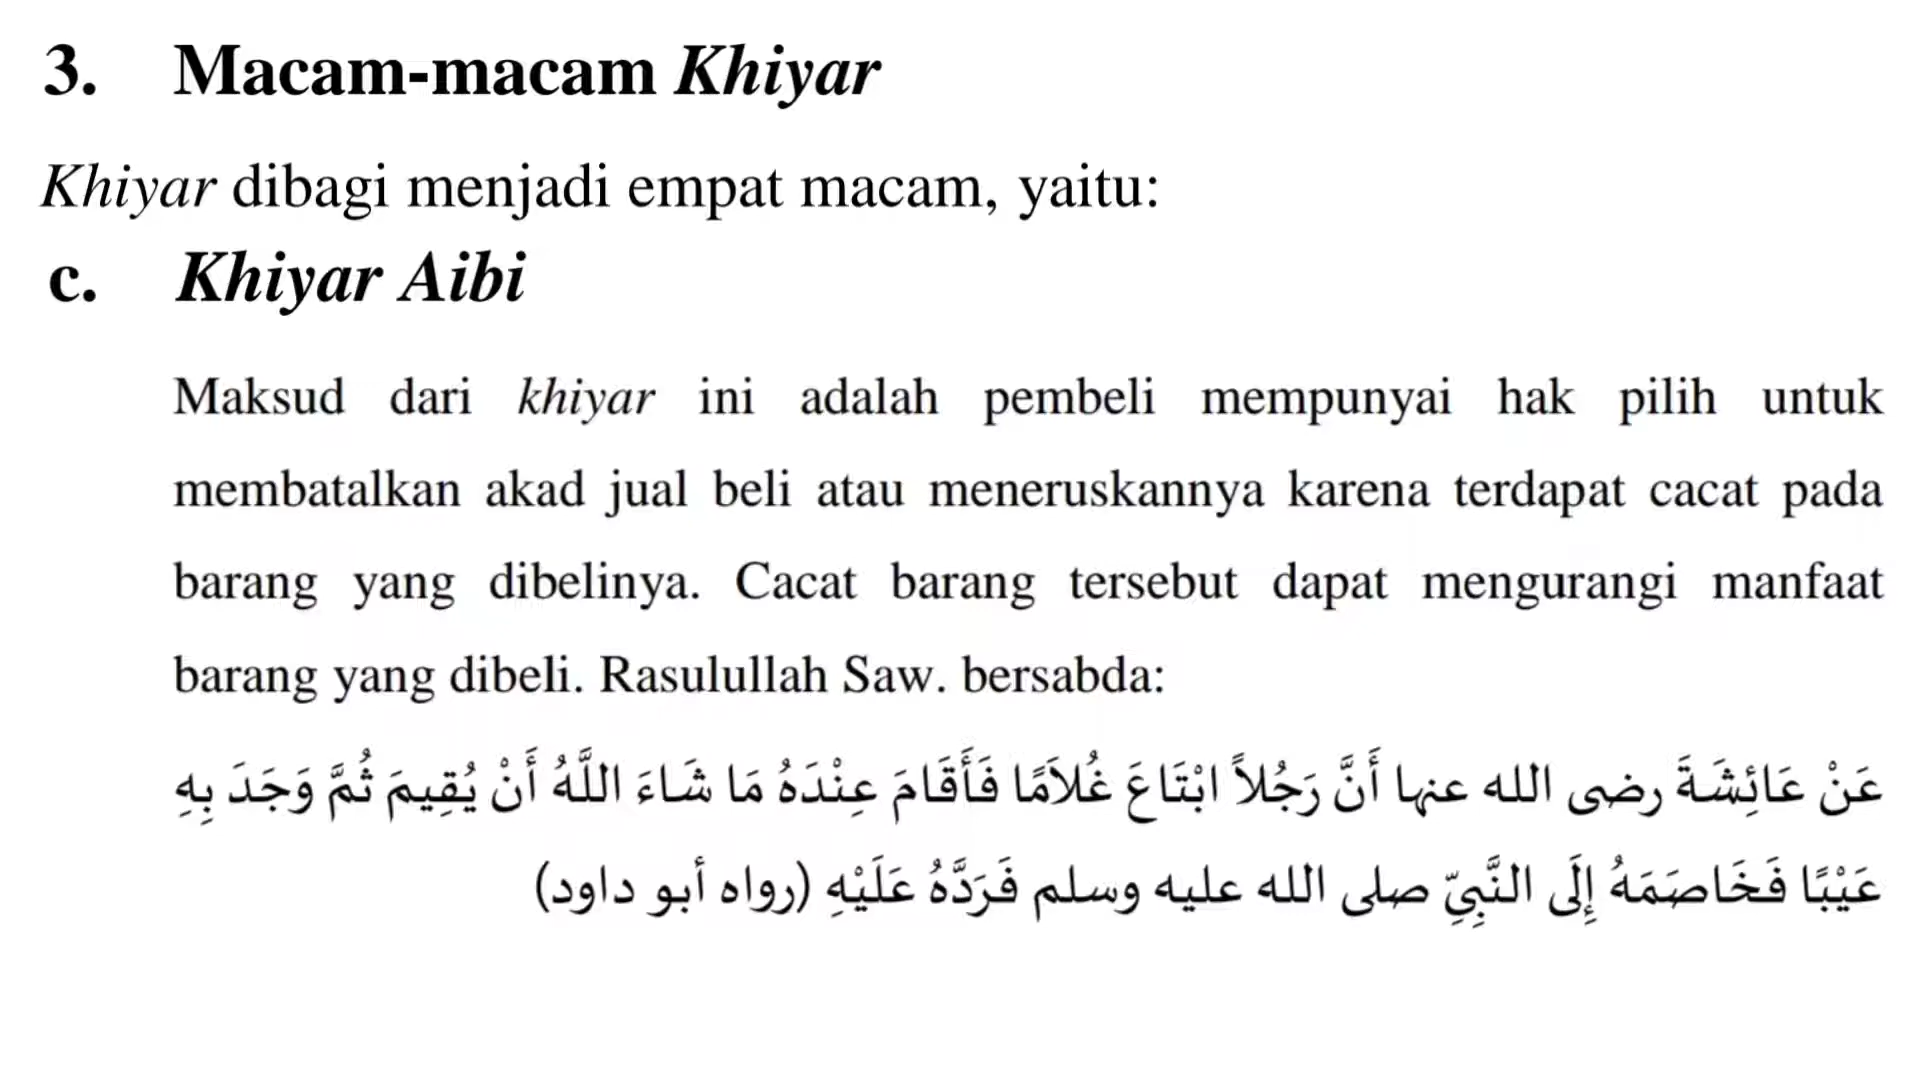 3. Macam-macam Khiyar
Khiyar dibagi menjadi empat macam, yaitu:
c. Khiyar Aibi
Maksud dari khiyar ini adalah pembeli mempunyai hak pilih untuk
membatalkan akad jual beli atau meneruskannya karena terdapat cacat pada
barang yang dibelinya. Cacat barang tersebut dapat mengurangi manfaat
barang yang dibeli. Rasulullah Saw. bersabda:
عَنْ عَائِشَةَ رضى الله عنها أَنَّ رَجُلاً ابْتَاعَ غُلاَمًا فَأَقَامَ عِنْدَهُ مَا شَاءَ اللَّهُ أَنْ يُقِيمَ ثُمَّ وَجَدَ بِهِ
عَيْبًا فَخَاصَمَهُ إِلَى النَّبِيِّ صلى الله عليه وسلم فَرَدَّهُ عَلَيْهِ (رواه أبو داود)